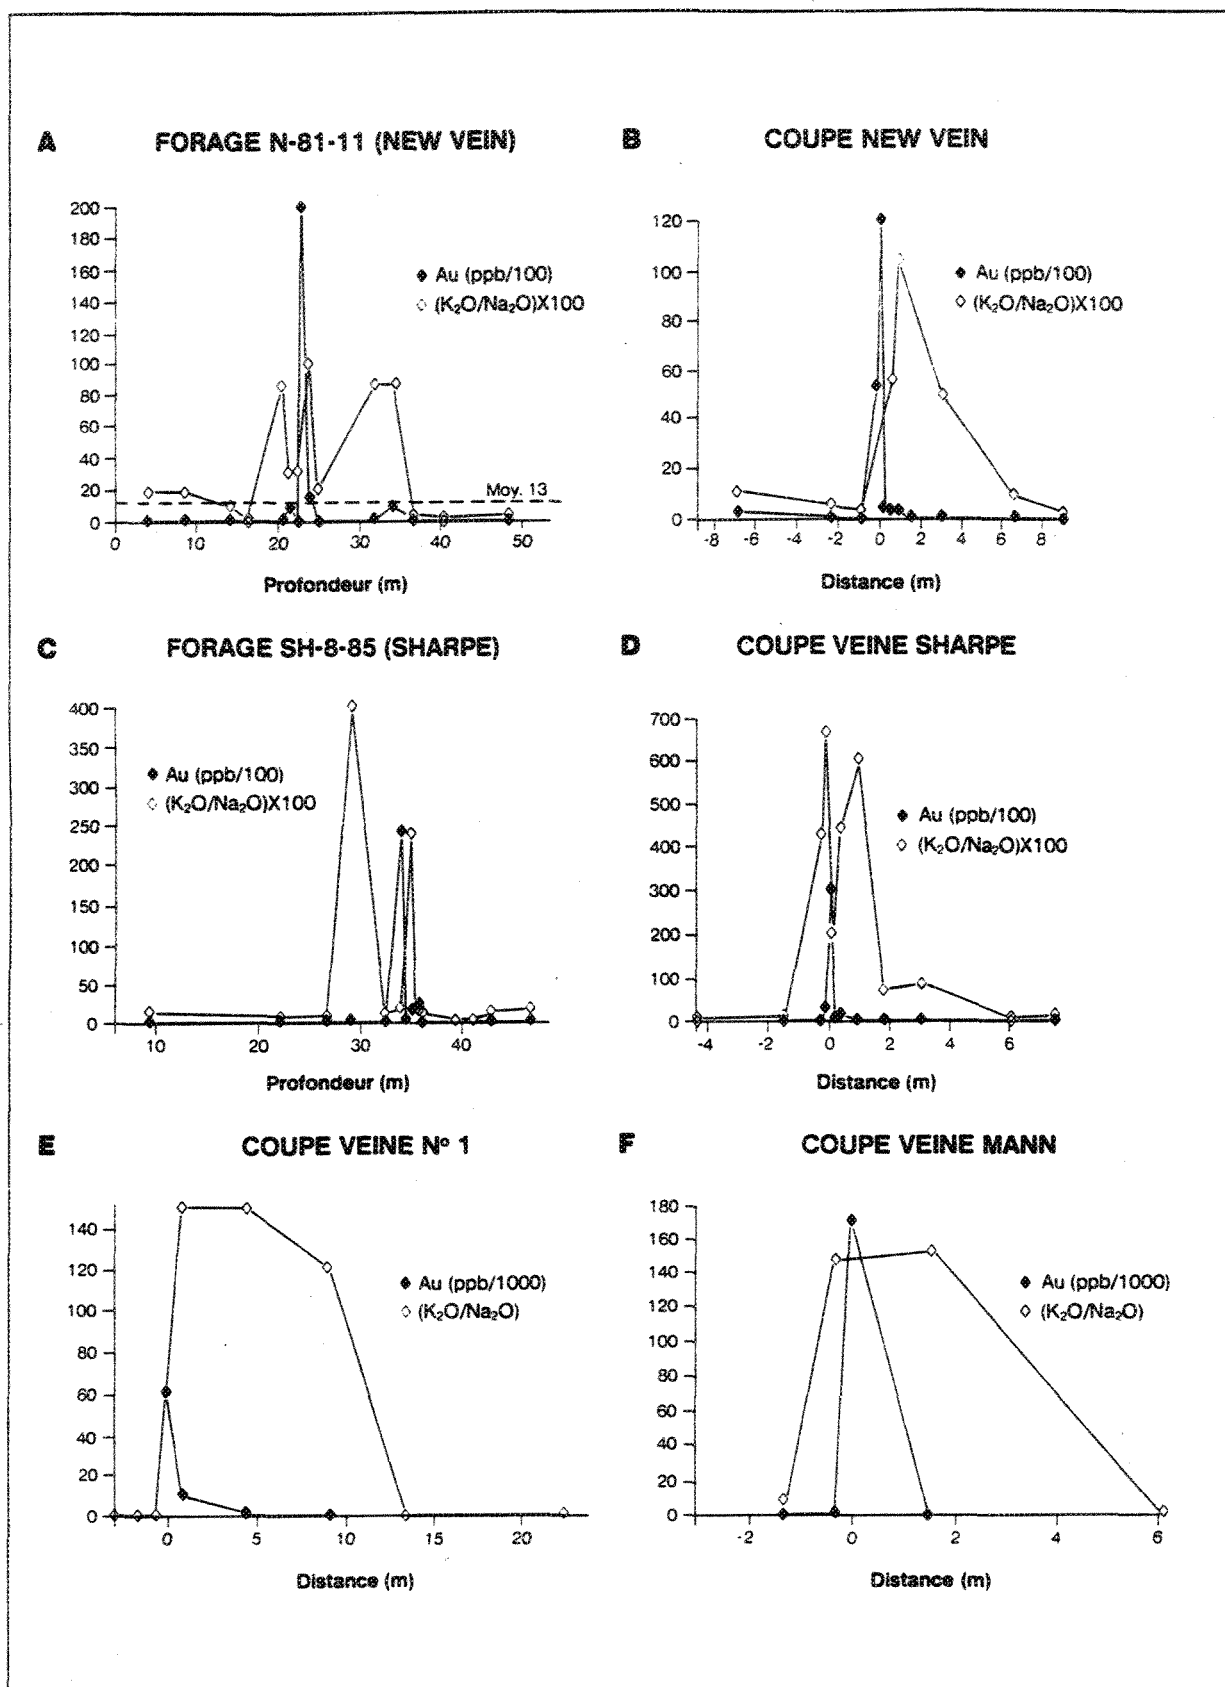 A FORAGE N-81-11 (NEW VEIN)
200
180
160
140
120
100
80
60
40
20
0
Au (ppb/100)
(K₂O/Na₂O)X100
Moy. 13
0 10 20 30 40 50
Profondeur (m)
B COUPE NEW VEIN
120
100
80
60
40
20
0
Au (ppb/100)
(K₂O/Na₂O)X100
-8 -6 -4 -2 0 2 4 6 8
Distance (m)
C FORAGE SH-8-85 (SHARPE)
400
350
300
250
200
150
100
50
0
Au (ppb/100)
(K₂O/Na₂O)X100
10 20 30 40
Profondeur (m)
D COUPE VEINE SHARPE
700
600
500
400
300
200
100
0
Au (ppb/100)
(K₂O/Na₂O)X100
-4 -2 0 2 4 6
Distance (m)
E COUPE VEINE Nº 1
140
120
100
80
60
40
20
0
Au (ppb/1000)
(K₂O/Na₂O)
0 5 10 15 20
Distance (m)
F COUPE VEINE MANN
180
160
140
120
100
80
60
40
20
0
Au (ppb/1000)
(K₂O/Na₂O)
-2 0 2 4 6
Distance (m)